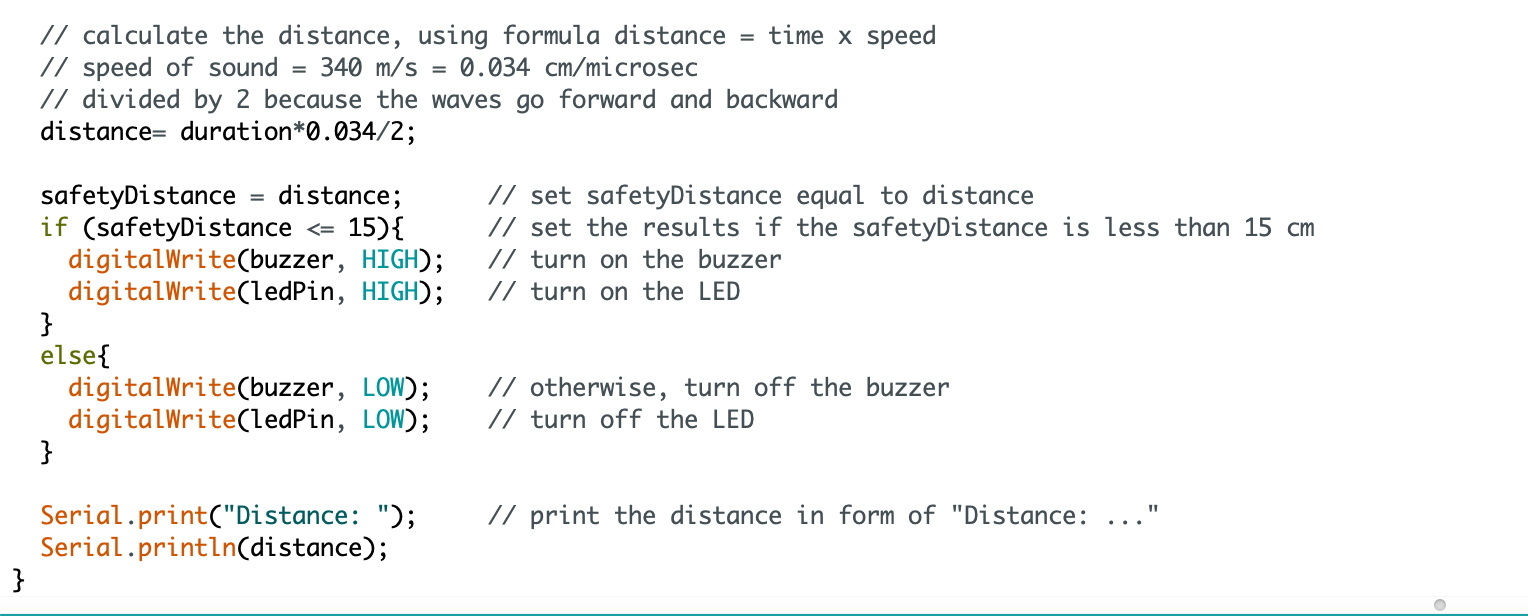 // calculate the distance, using formula distance = time x speed
// speed of sound = 340 m/s = 0.034 cm/microsec
// divided by 2 because the waves go forward and backward
distance= duration*0.034/2;
safetyDistance = distance;      // set safetyDistance equal to distance
if (safetyDistance <= 15){      // set the results if the safetyDistance is less than 15 cm
  digitalWrite(buzzer, HIGH);   // turn on the buzzer
  digitalWrite(ledPin, HIGH);   // turn on the LED
}
else{
  digitalWrite(buzzer, LOW);    // otherwise, turn off the buzzer
  digitalWrite(ledPin, LOW);    // turn off the LED
}
Serial.print("Distance: ");     // print the distance in form of "Distance: ..."
Serial.println(distance);
}